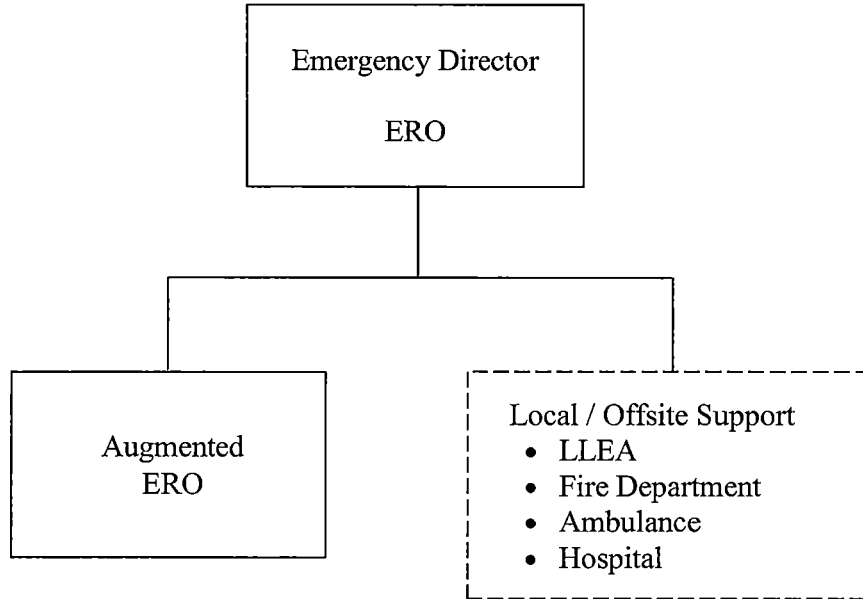 Emergency Director
ERO
Augmented
ERO
Local / Offsite Support
• LLEA
• Fire Department
• Ambulance
• Hospital